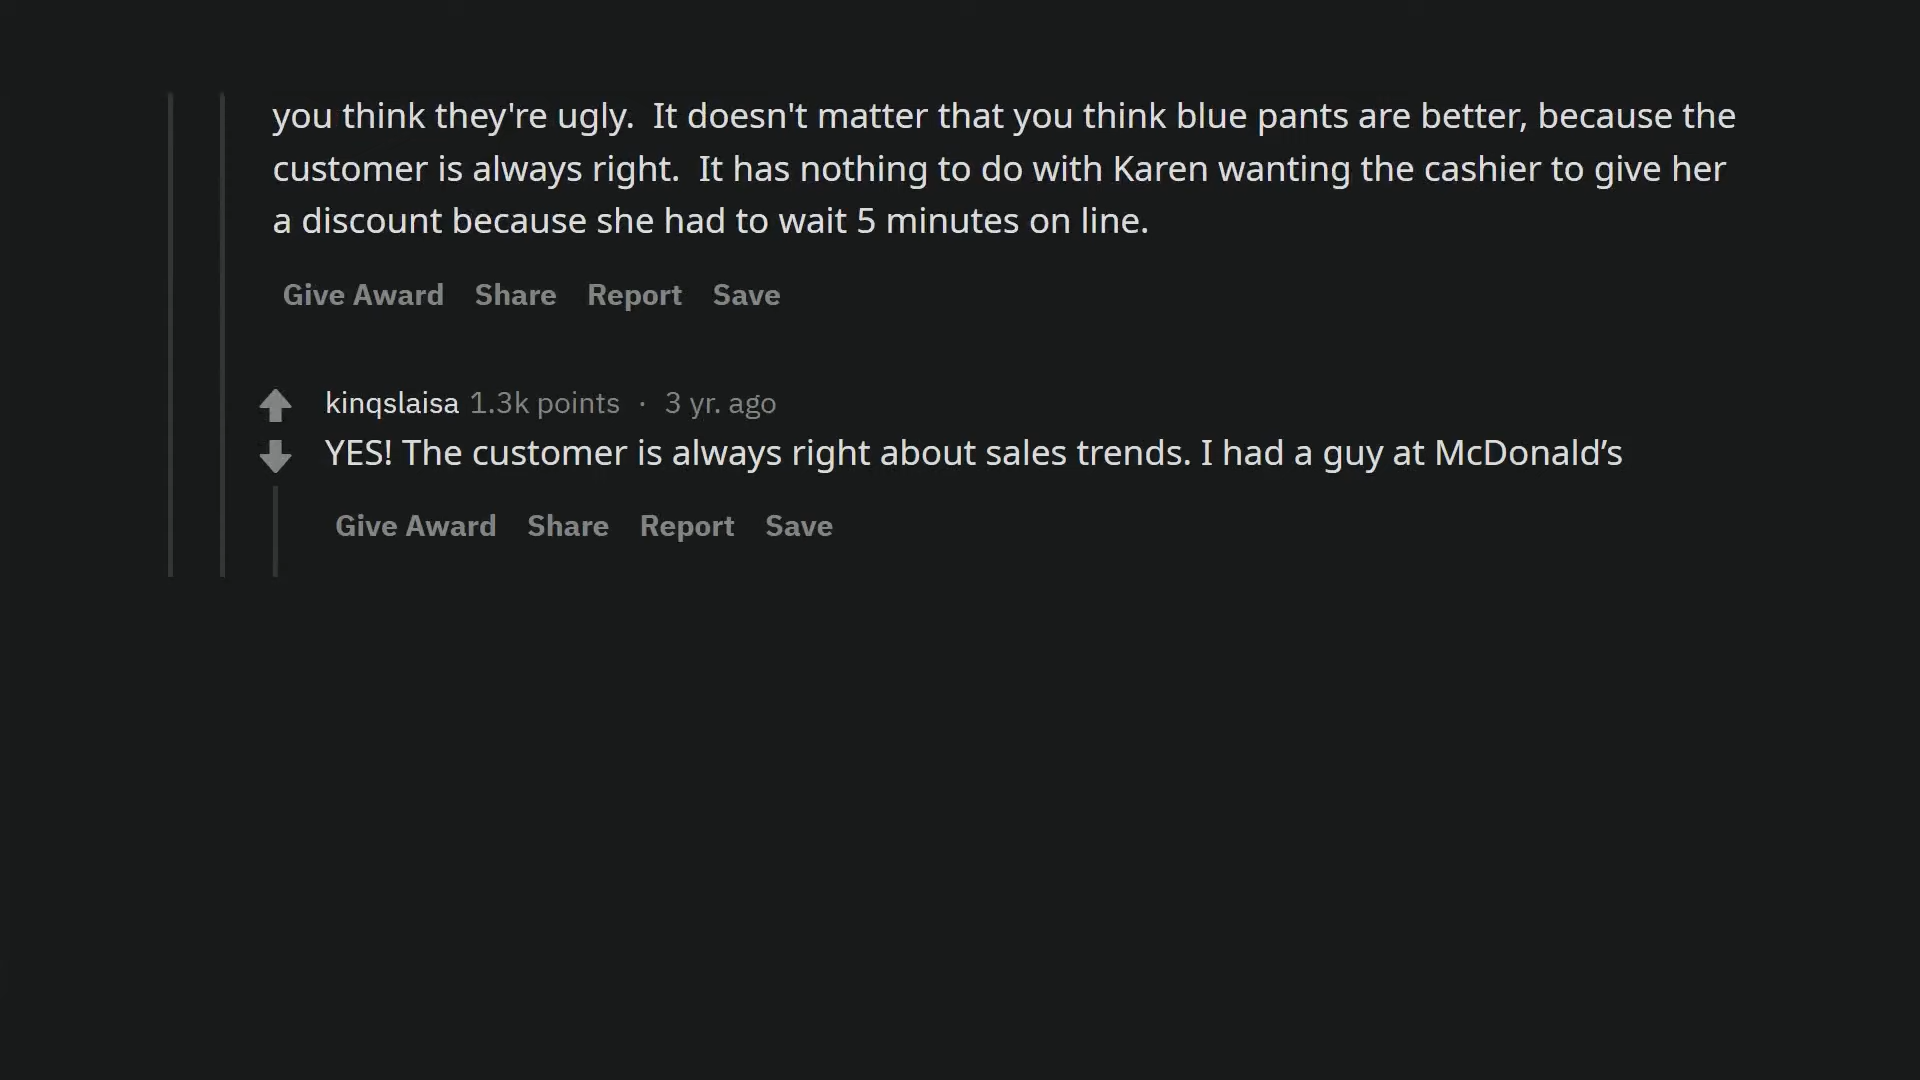 you think they're ugly.  It doesn't matter that you think blue pants are better, because the
customer is always right.  It has nothing to do with Karen wanting the cashier to give her
a discount because she had to wait 5 minutes on line.
Give Award Share Report Save
kinqslaisa 1.3k points · 3 yr. ago
YES! The customer is always right about sales trends. I had a guy at McDonald’s
Give Award Share Report Save